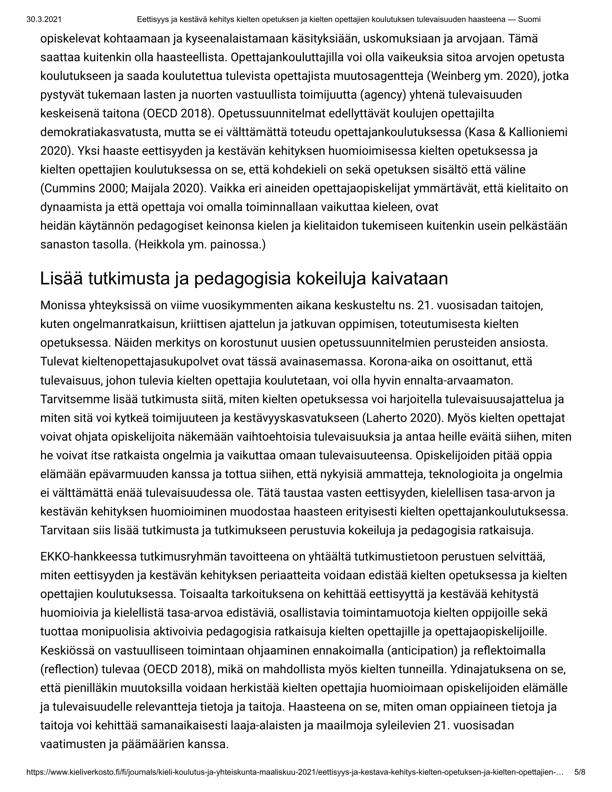 30.3.2021 Eettisyys ja kestävä kehitys kielten opetuksen ja kielten opettajien koulutuksen tulevaisuuden haasteena — Suomi
opiskelevat kohtaamaan ja kyseenalaistamaan käsityksiään, uskomuksiaan ja arvojaan. Tämä
saattaa kuitenkin olla haasteellista. Opettajankouluttajilla voi olla vaikeuksia sitoa arvojen opetusta
koulutukseen ja saada koulutettua tulevista opettajista muutosagentteja (Weinberg ym. 2020), jotka
pystyvät tukemaan lasten ja nuorten vastuullista toimijuutta (agency) yhtenä tulevaisuuden
keskeisenä taitona (OECD 2018). Opetussuunnitelmat edellyttävät koulujen opettajilta
demokratiakasvatusta, mutta se ei välttämättä toteudu opettajankoulutuksessa (Kasa & Kallioniemi
2020). Yksi haaste eettisyyden ja kestävän kehityksen huomioimisessa kielten opetuksessa ja
kielten opettajien koulutuksessa on se, että kohdekieli on sekä opetuksen sisältö että väline
(Cummins 2000; Maijala 2020). Vaikka eri aineiden opettajaopiskelijat ymmärtävät, että kielitaito on
dynaamista ja että opettaja voi omalla toiminnallaan vaikuttaa kieleen, ovat
heidän käytännön pedagogiset keinonsa kielen ja kielitaidon tukemiseen kuitenkin usein pelkästään
sanaston tasolla. (Heikkola ym. painossa.)
Lisää tutkimusta ja pedagogisia kokeiluja kaivataan
Monissa yhteyksissä on viime vuosikymmenten aikana keskusteltu ns. 21. vuosisadan taitojen,
kuten ongelmanratkaisun, kriittisen ajattelun ja jatkuvan oppimisen, toteutumisesta kielten
opetuksessa. Näiden merkitys on korostunut uusien opetussuunnitelmien perusteiden ansiosta.
Tulevat kieltenopettajasukupolvet ovat tässä avainasemassa. Korona-aika on osoittanut, että
tulevaisuus, johon tulevia kielten opettajia koulutetaan, voi olla hyvin ennalta-arvaamaton.
Tarvitsemme lisää tutkimusta siitä, miten kielten opetuksessa voi harjoitella tulevaisuusajattelua ja
miten sitä voi kytkeä toimijuuteen ja kestävyyskasvatukseen (Laherto 2020). Myös kielten opettajat
voivat ohjata opiskelijoita näkemään vaihtoehtoisia tulevaisuuksia ja antaa heille eväitä siihen, miten
he voivat itse ratkaista ongelmia ja vaikuttaa omaan tulevaisuuteensa. Opiskelijoiden pitää oppia
elämään epävarmuuden kanssa ja tottua siihen, että nykyisiä ammatteja, teknologioita ja ongelmia
ei välttämättä enää tulevaisuudessa ole. Tätä taustaa vasten eettisyyden, kielellisen tasa-arvon ja
kestävän kehityksen huomioiminen muodostaa haasteen erityisesti kielten opettajankoulutuksessa.
Tarvitaan siis lisää tutkimusta ja tutkimukseen perustuvia kokeiluja ja pedagogisia ratkaisuja.
EKKO-hankkeessa tutkimusryhmän tavoitteena on yhtäältä tutkimustietoon perustuen selvittää,
miten eettisyyden ja kestävän kehityksen periaatteita voidaan edistää kielten opetuksessa ja kielten
opettajien koulutuksessa. Toisaalta tarkoituksena on kehittää eettisyyttä ja kestävää kehitystä
huomioivia ja kielellistä tasa-arvoa edistäviä, osallistavia toimintamuotoja kielten oppijoille sekä
tuottaa monipuolisia aktivoivia pedagogisia ratkaisuja kielten opettajille ja opettajaopiskelijoille.
Keskiössä on vastuulliseen toimintaan ohjaaminen ennakoimalla (anticipation) ja reflektoimalla
(reflection) tulevaa (OECD 2018), mikä on mahdollista myös kielten tunneilla. Ydinajatuksena on se,
että pienilläkin muutoksilla voidaan herkistää kielten opettajia huomioimaan opiskelijoiden elämälle
ja tulevaisuudelle relevantteja tietoja ja taitoja. Haasteena on se, miten oman oppiaineen tietoja ja
taitoja voi kehittää samanaikaisesti laaja-alaisten ja maailmoja syleilevien 21. vuosisadan
vaatimusten ja päämäärien kanssa.
https://www.kieliverkosto.fi/fi/journals/kieli-koulutus-ja-yhteiskunta-maaliskuu-2021/eettisyys-ja-kestava-kehitys-kielten-opetuksen-ja-kielten-opettajien-… 5/8